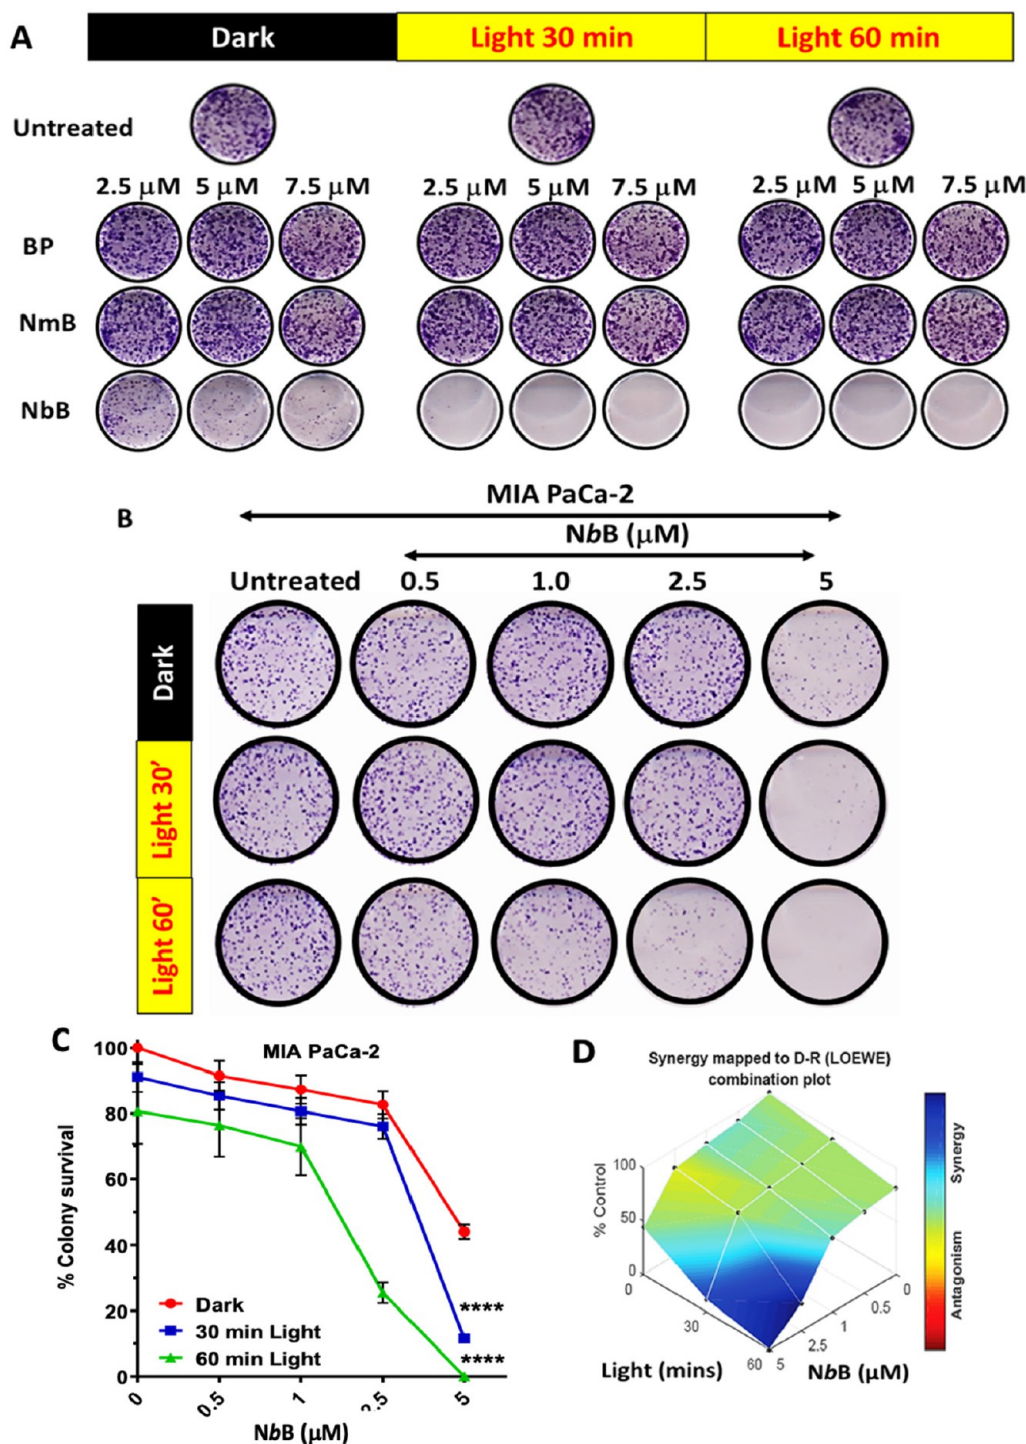 A
Dark Light 30 min Light 60 min
Untreated
2.5 μM 5 μM 7.5 μM 2.5 μM 5 μM 7.5 μM 2.5 μM 5 μM 7.5 μM
BP
NmB
NbB
B
MIA PaCa-2
NbB (μM)
Untreated 0.5 1.0 2.5 5
Dark
Light 30'
Light 60'
C
MIA PaCa-2
100
80
60
40
20
0
% Colony survival
Dark
30 min Light
60 min Light
****
****
0 0.5 1 2.5 5
NbB (μM)
D
Synergy mapped to D-R (LOEWE)
combination plot
% Control
100
50
0
0
30
60
5
2.5
1
0.5
0
Light (mins)
NbB (μM)
Synergy
Antagonism